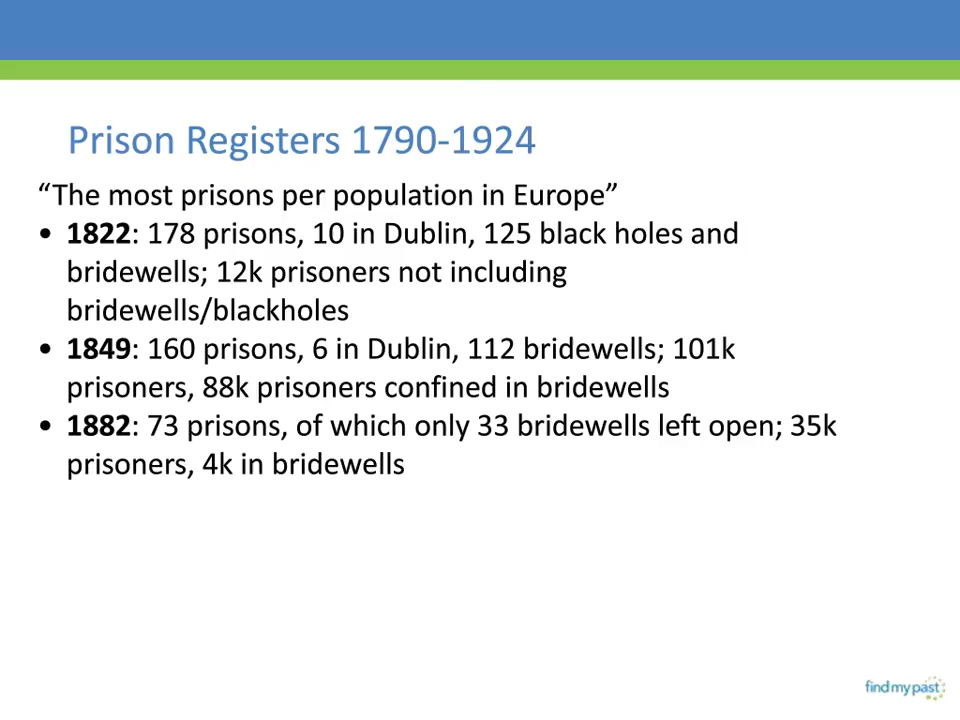 Prison Registers 1790-1924
“The most prisons per population in Europe”
• 1822: 178 prisons, 10 in Dublin, 125 black holes and
bridewells; 12k prisoners not including
bridewells/blackholes
• 1849: 160 prisons, 6 in Dublin, 112 bridewells; 101k
prisoners, 88k prisoners confined in bridewells
• 1882: 73 prisons, of which only 33 bridewells left open; 35k
prisoners, 4k in bridewells
findmypast